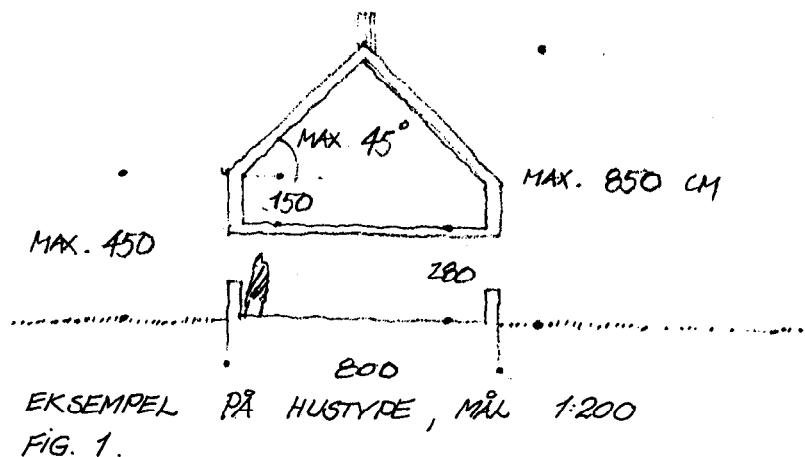 MAX. 45°
150
MAX. 850 CM
MAX. 450
280
800
EKSEMPEL PÅ HUSTYPE, MÅL 1:200
FIG. 1.